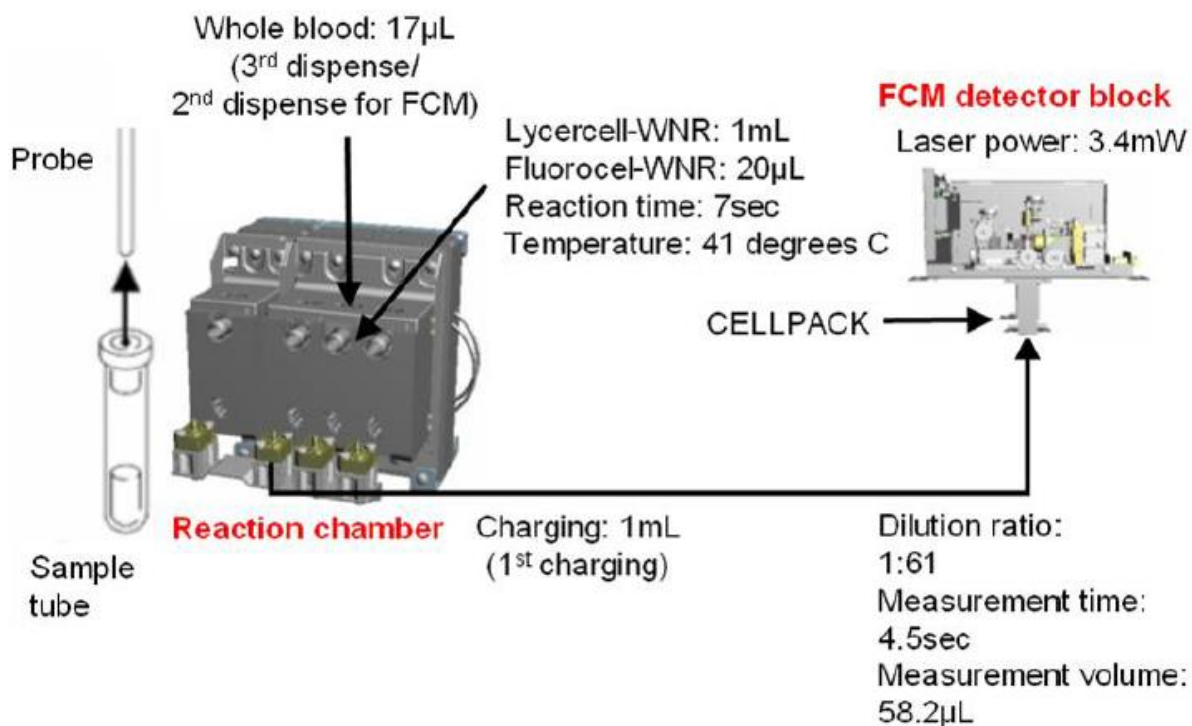 Whole blood: 17µL
(3rd dispense/
2nd dispense for FCM)
Probe
Lycercell-WNR: 1mL
Fluorocel-WNR: 20µL
Reaction time: 7sec
Temperature: 41 degrees C
FCM detector block
Laser power: 3.4mW
CELLPACK
Reaction chamber
Charging: 1mL
(1st charging)
Sample
tube
Dilution ratio:
1:61
Measurement time:
4.5sec
Measurement volume:
58.2µL